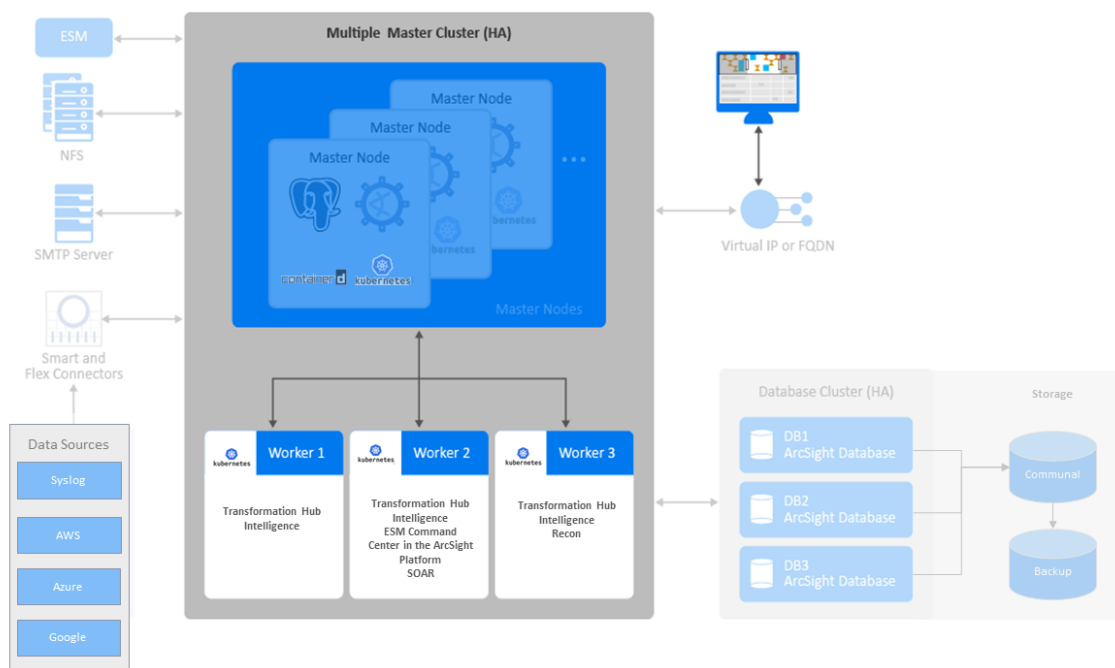 ESM
NFS
SMTP Server
Smart and
Flex Connectors
Data Sources
Syslog
AWS
Azure
Google
Multiple Master Cluster (HA)
Master Node
Master Node
Master Node
...
containerd
kubernetes
kubernetes
kubernetes
Master Nodes
kubernetes
Worker 1
Transformation Hub
Intelligence
kubernetes
Worker 2
Transformation Hub
Intelligence
ESM Command
Center in the ArcSight
Platform
SOAR
kubernetes
Worker 3
Transformation Hub
Intelligence
Recon
Virtual IP or FQDN
Database Cluster (HA)
DB1
ArcSight Database
DB2
ArcSight Database
DB3
ArcSight Database
Storage
Communal
Backup